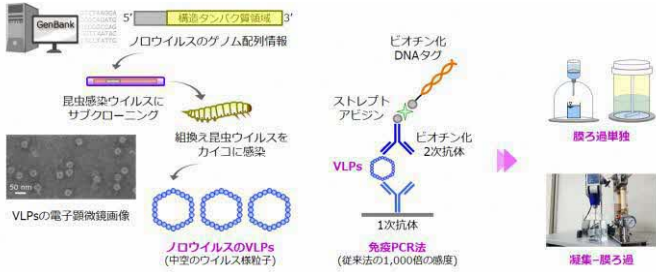 GenBank
5'
構造タンパク質領域
3'
ノロウイルスのゲノム配列情報
昆虫感染ウイルスに
サブクローニング
組換え昆虫ウイルスを
カイコに感染
50 nm
VLPsの電子顕微鏡画像
ノロウイルスのVLPs
(中空のウイルス様粒子)
ビオチン化
DNAタグ
ストレプト
アビジン
ビオチン化
2次抗体
VLPs
1次抗体
免疫PCR法
(従来法の1,000倍の感度)
膜ろ過単独
凝集−膜ろ過